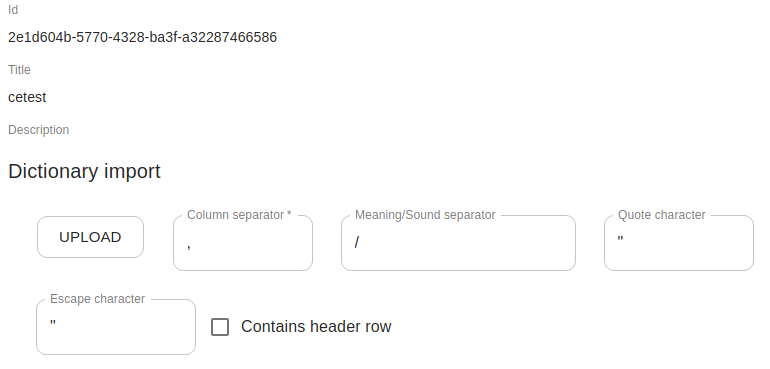 Id
2e1d604b-5770-4328-ba3f-a32287466586
Title
cetest
Description
Dictionary import
UPLOAD
Column separator *
,
Meaning/Sound separator
/
Quote character
"
Escape character
"
Contains header row